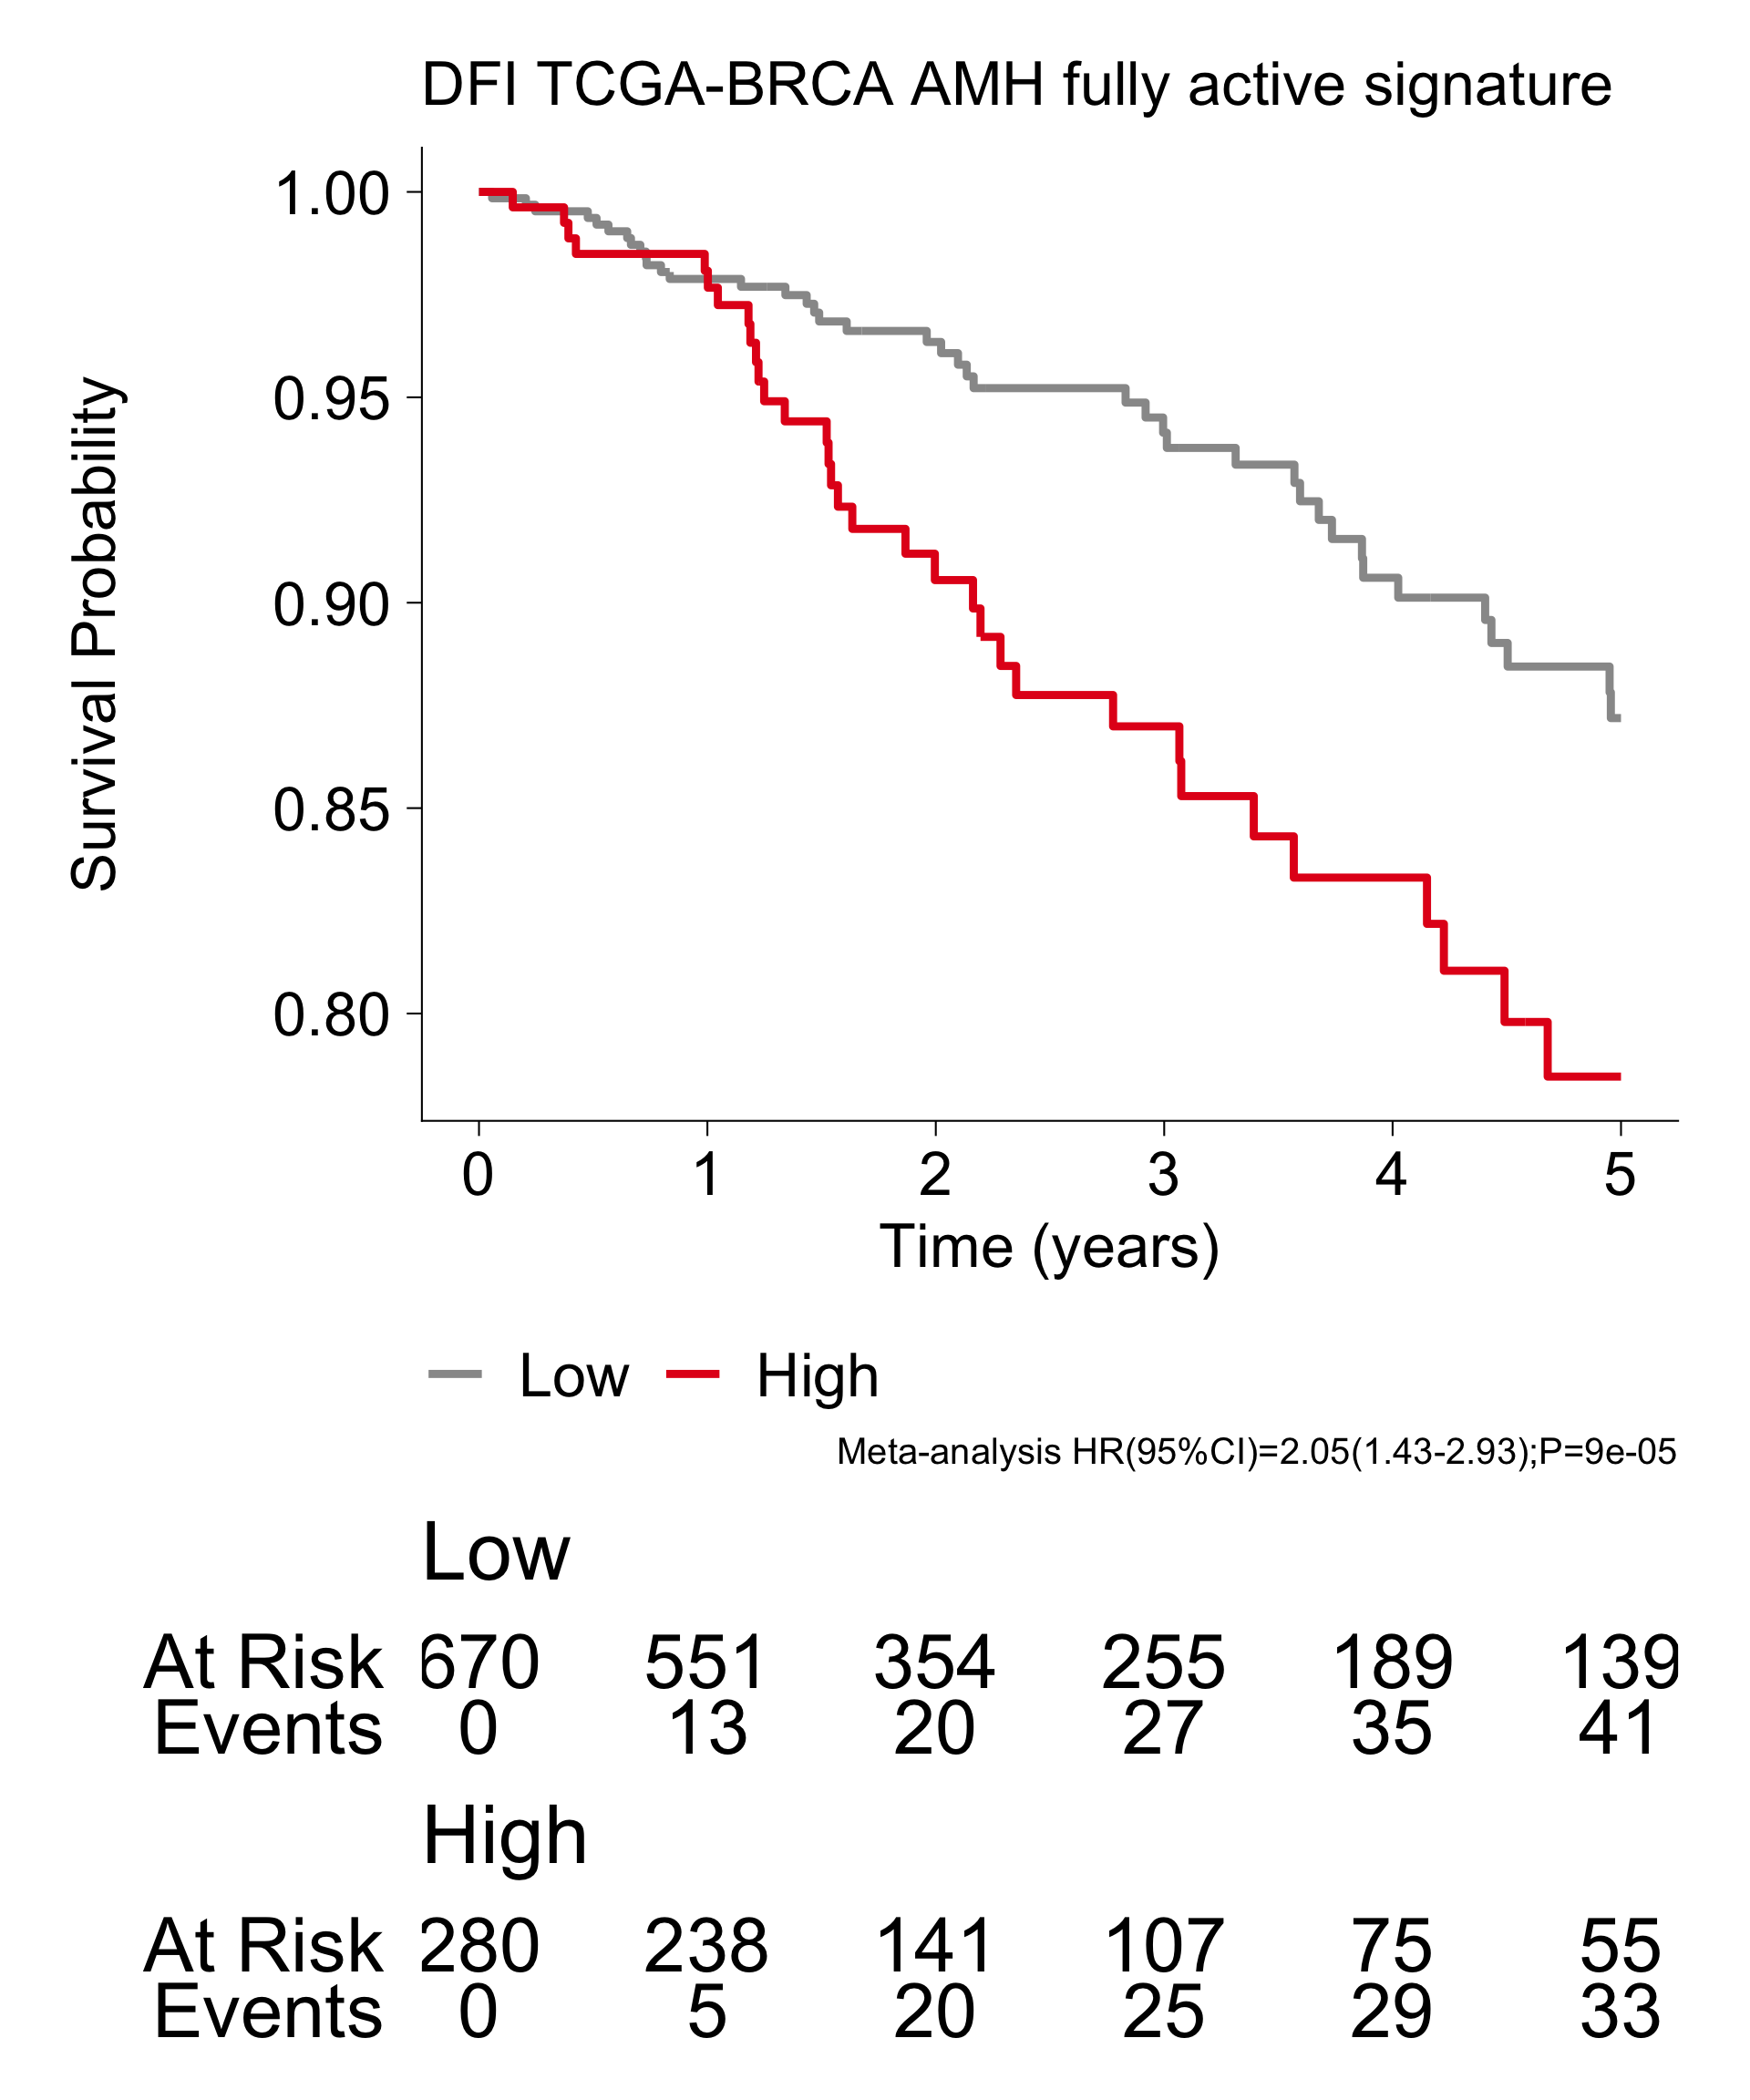 DFI TCGA-BRCA AMH fully active signature
Survival Probability
1.00
0.95
0.90
0.85
0.80
0 1 2 3 4 5
Time (years)
Low High
Meta-analysis HR(95%CI)=2.05(1.43-2.93);P=9e-05
Low
At Risk 670 551 354 255 189 139
Events 0 13 20 27 35 41
High
At Risk 280 238 141 107 75 55
Events 0 5 20 25 29 33